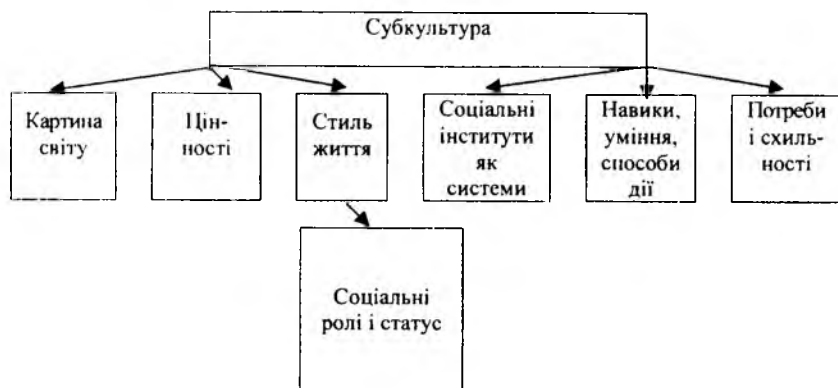 Субкультура
Картина
світу
Цін-
ності
Стиль
життя
Соціальні
інститути
як
системи
Навики,
уміння,
способи
дії
Потреби
і схиль-
ності
Соціальні
ролі і статус